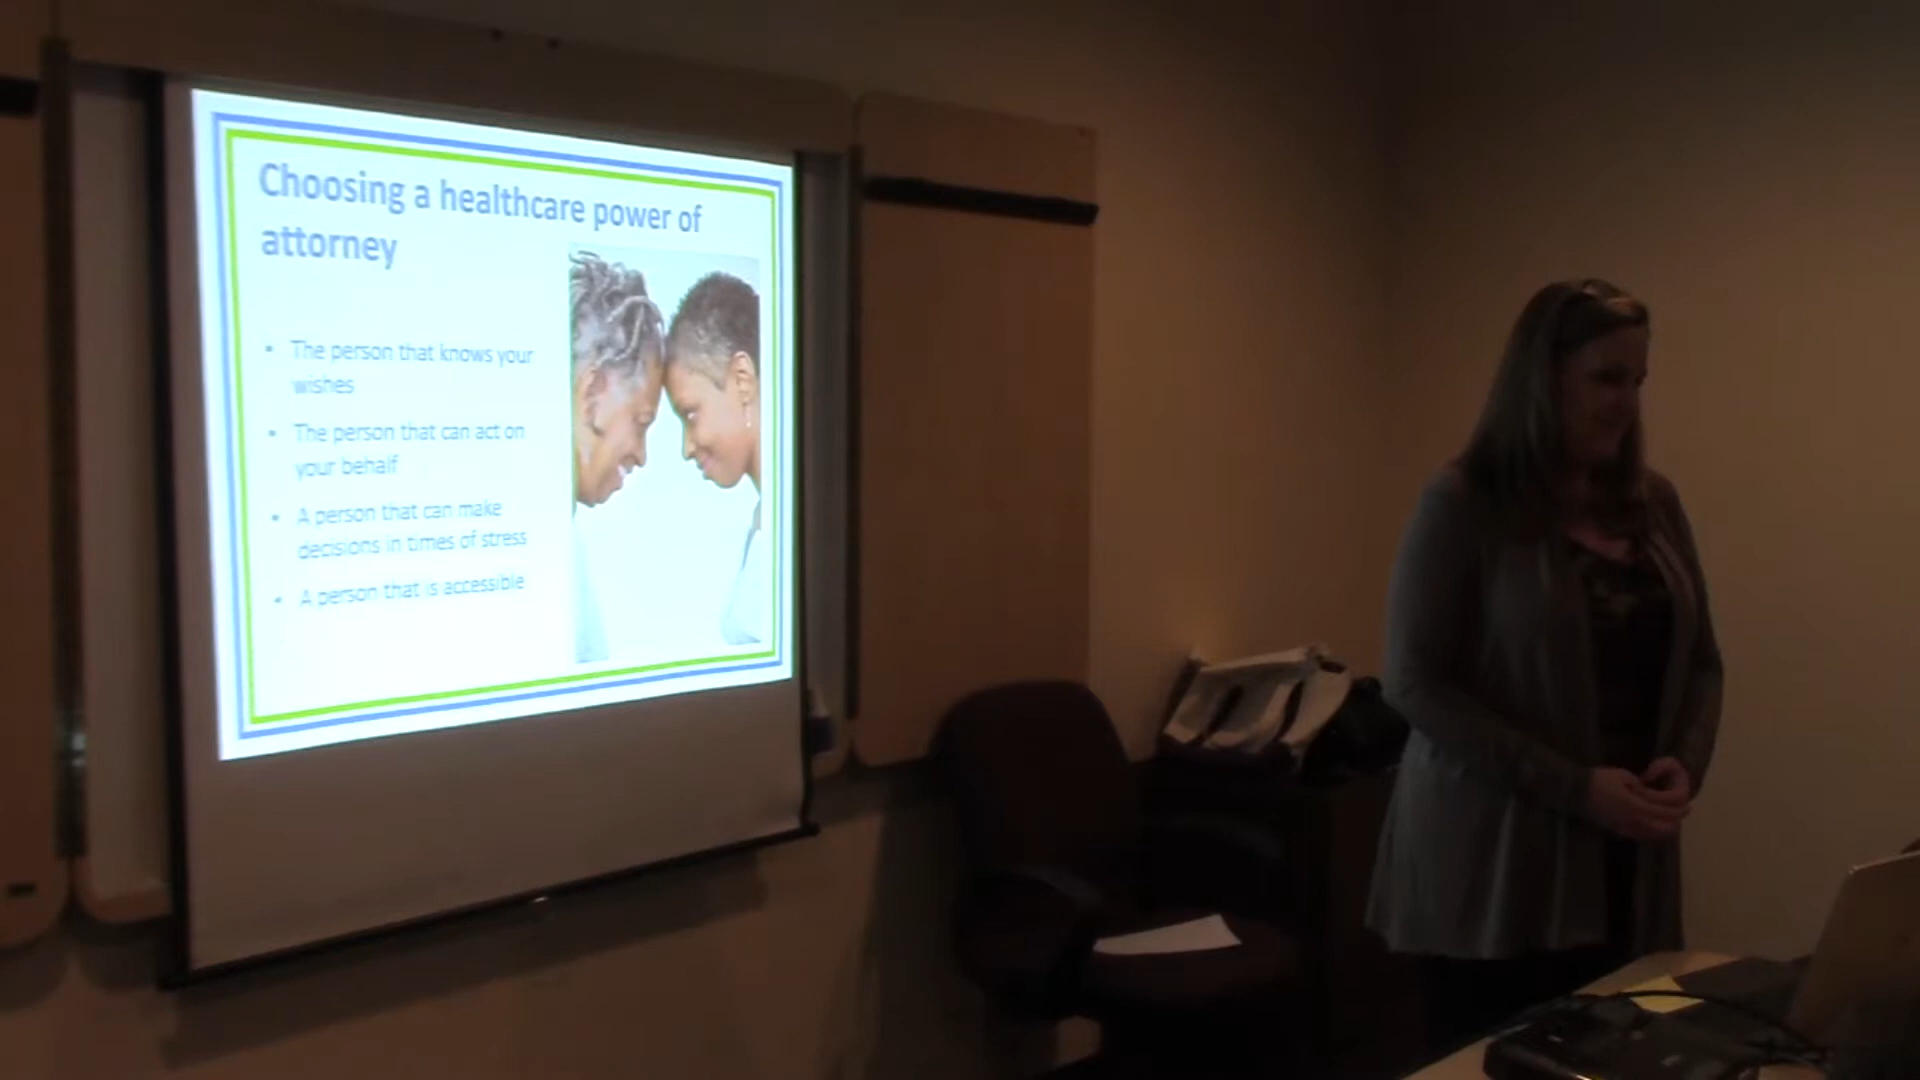 Choosing a healthcare power of
attorney
• The person that knows your
wishes
• The person that can act on
your behalf
• A person that can make
decisions in times of stress
• A person that is accessible